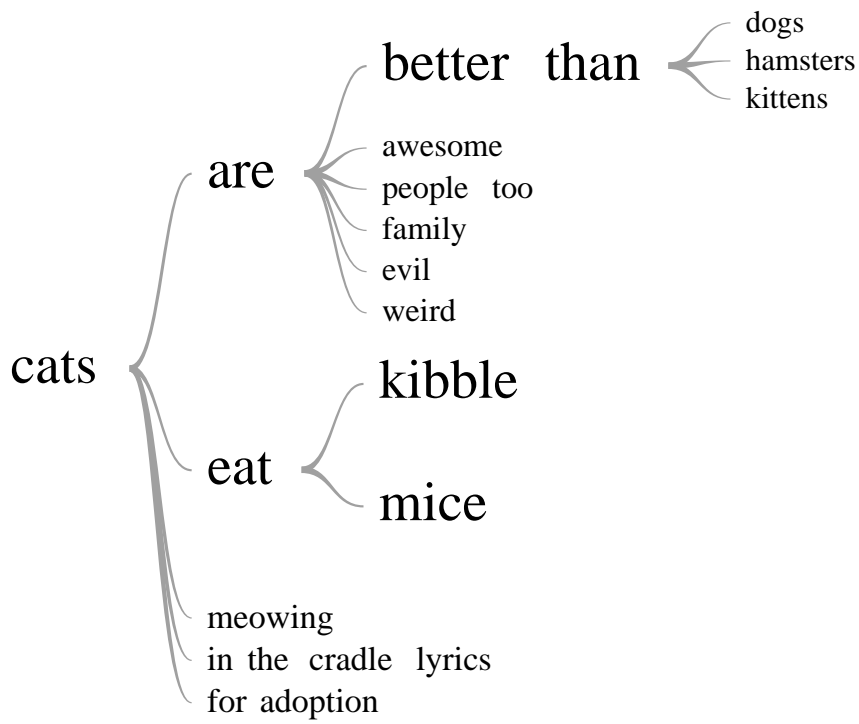 cats
are
better than
dogs
hamsters
kittens
awesome
people too
family
evil
weird
eat
kibble
mice
meowing
in the cradle lyrics
for adoption